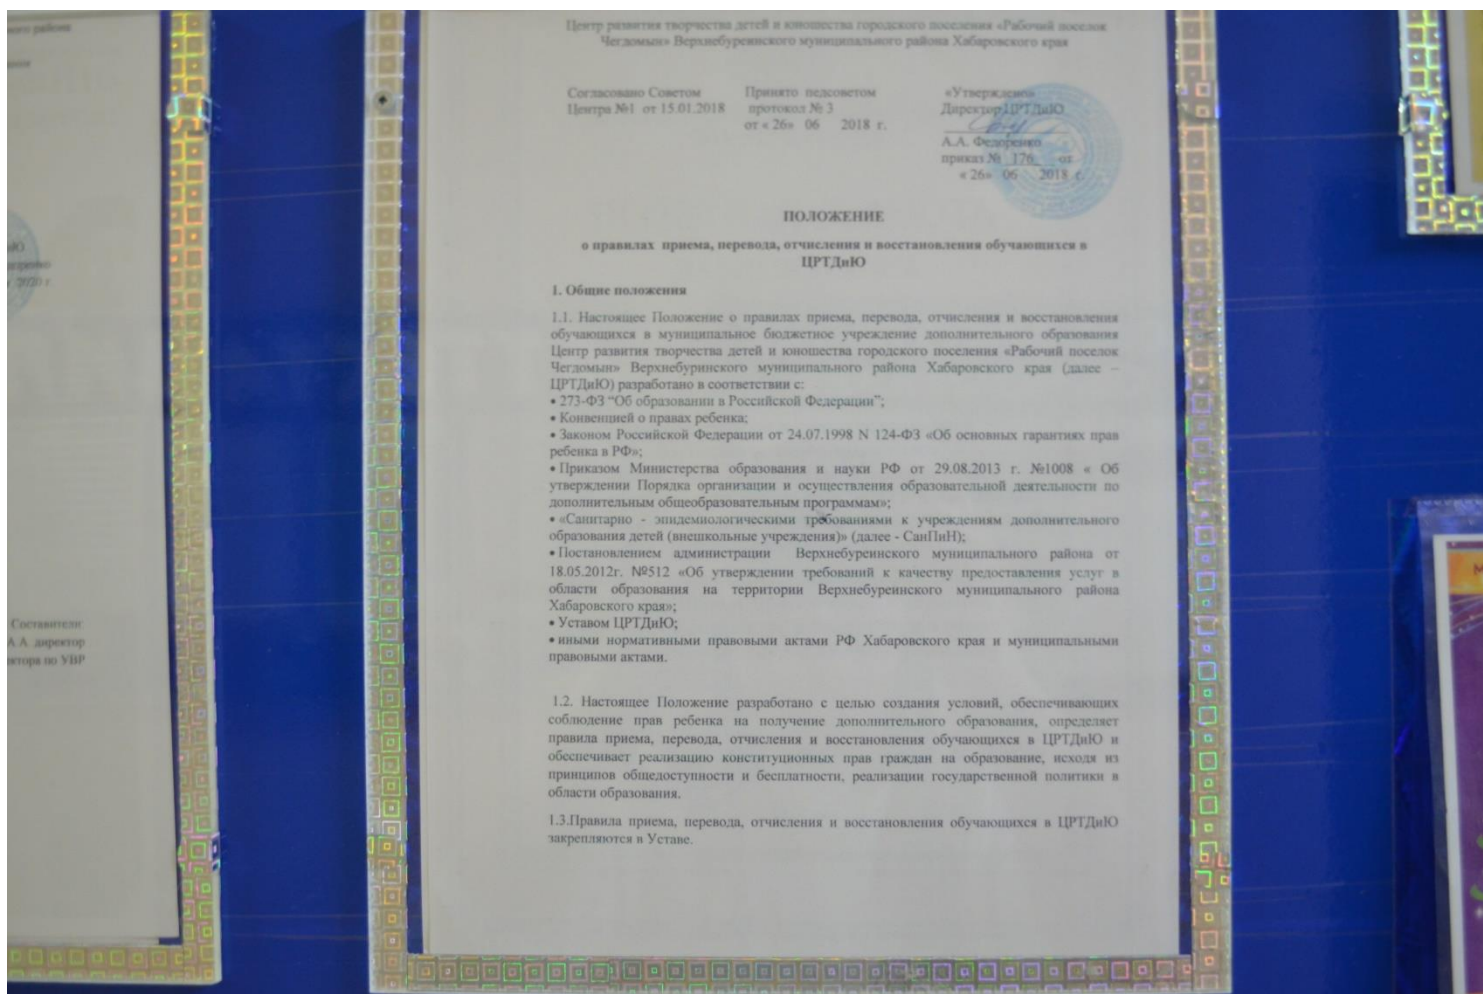 ного района
2020 г.
Составители
А.А. директор
ектора по УВР
Центр развития творчества детей и юношества городского поселения «Рабочий поселок
Чегдомын» Верхнебуреинского муниципального района Хабаровского края
Согласовано Советом
Центра №1 от 15.01.2018
Принято педсоветом
протокол № 3
от « 26» 06 2018 г.
«Утверждено»
Директор ЦРТДиЮ
А.А. Федоренко
приказ № 176 от
« 26» 06 2018 г.
ПОЛОЖЕНИЕ
о правилах приема, перевода, отчисления и восстановления обучающихся в
ЦРТДиЮ
1. Общие положения
1.1. Настоящее Положение о правилах приема, перевода, отчисления и восстановления
обучающихся в муниципальное бюджетное учреждение дополнительного образования
Центр развития творчества детей и юношества городского поселения «Рабочий поселок
Чегдомын» Верхнебуринского муниципального района Хабаровского края (далее –
ЦРТДиЮ) разработано в соответствии с:
• 273-ФЗ “Об образовании в Российской Федерации”;
• Конвенцией о правах ребенка;
• Законом Российской Федерации от 24.07.1998 N 124-ФЗ «Об основных гарантиях прав
ребенка в РФ»;
• Приказом Министерства образования и науки РФ от 29.08.2013 г. №1008 « Об
утверждении Порядка организации и осуществления образовательной деятельности по
дополнительным общеобразовательным программам»;
• «Санитарно - эпидемиологическими требованиями к учреждениям дополнительного
образования детей (внешкольные учреждения)» (далее - СанПиН);
• Постановлением администрации Верхнебуреинского муниципального района от
18.05.2012г. №512 «Об утверждении требований к качеству предоставления услуг в
области образования на территории Верхнебуреинского муниципального района
Хабаровского края»;
• Уставом ЦРТДиЮ;
• иными нормативными правовыми актами РФ Хабаровского края и муниципальными
правовыми актами.
1.2. Настоящее Положение разработано с целью создания условий, обеспечивающих
соблюдение прав ребенка на получение дополнительного образования, определяет
правила приема, перевода, отчисления и восстановления обучающихся в ЦРТДиЮ и
обеспечивает реализацию конституционных прав граждан на образование, исходя из
принципов общедоступности и бесплатности, реализации государственной политики в
области образования.
1.3.Правила приема, перевода, отчисления и восстановления обучающихся в ЦРТДиЮ
закрепляются в Уставе.